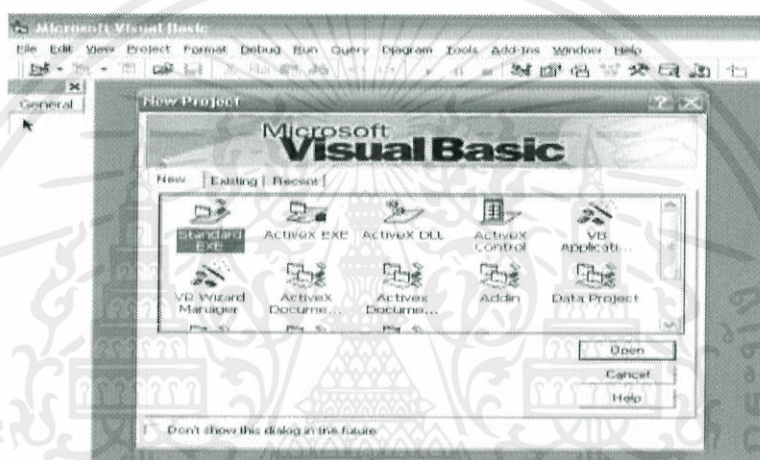 Microsoft Visual Basic
File Edit View Project Format Debug Run Query Diagram Tools Add-Ins Window Help
General
New Project
Microsoft
Visual Basic
New Existing Recent
Standard EXE
ActiveX EXE
ActiveX DLL
ActiveX Control
VB Applicati...
VB Wizard Manager
ActiveX Docume...
ActiveX Docume...
Addin
Data Project
Open
Cancel
Help
Don't show this dialog in the future